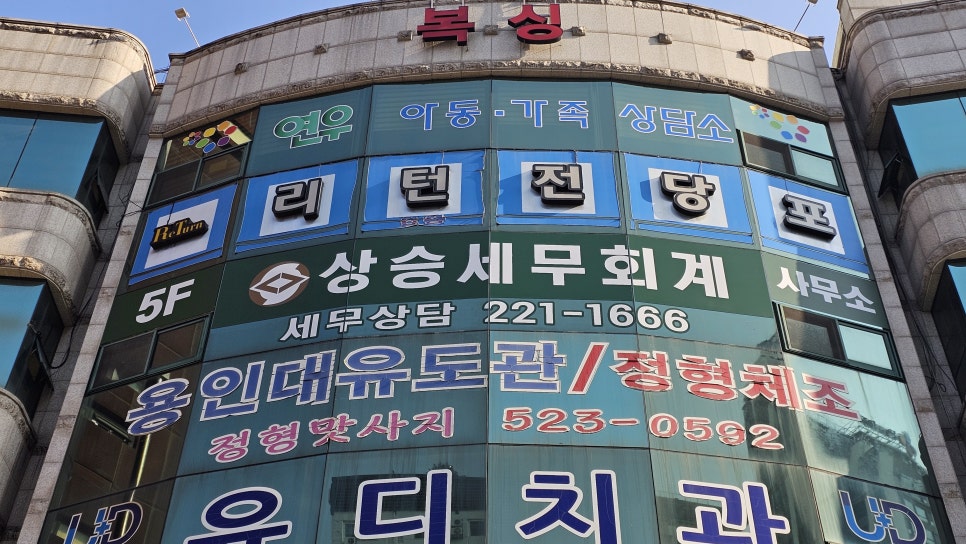 복싱
연우 아동·가족 상담소
ReTurn 리턴전당포
5F 상승세무회계 사무소
세무상담 221-1666
용인대유도관/정형체조
정형맛사지 523-0592
U+D 유디치과 U+D